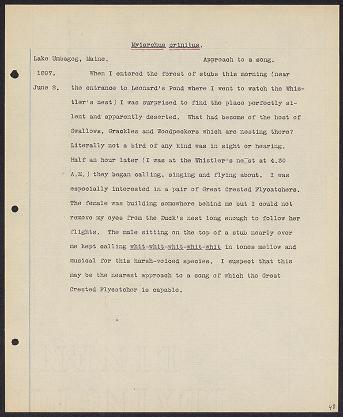 Myiarchus crinitus.
Lake Umbagog, Maine. Approach to a song.
1897. When I entered the forest of stubs this morning (near
June 8. the entrance to Leonard's Pond where I went to watch the Whis-
tler's nest) I was surprised to find the place perfectly si-
lent and apparently deserted. What had become of the host of
Swallows, Grackles and Woodpeckers which are nesting there?
Literally not a bird of any kind was in sight or hearing.
Half an hour later (I was at the Whistler's nest at 4.30
A.M.) they began calling, singing and flying about. I was
especially interested in a pair of Great Crested Flycatchers.
The female was building somewhere behind me but I could not
remove my eyes from the Duck's nest long enough to follow her
flights. The male sitting on the top of a stub nearly over
me kept calling whit-whit-whit-whit-whit in tones mellow and
musical for this harsh-voiced species. I suspect that this
may be the nearest approach to a song of which the Great
Crested Flycatcher is capable.